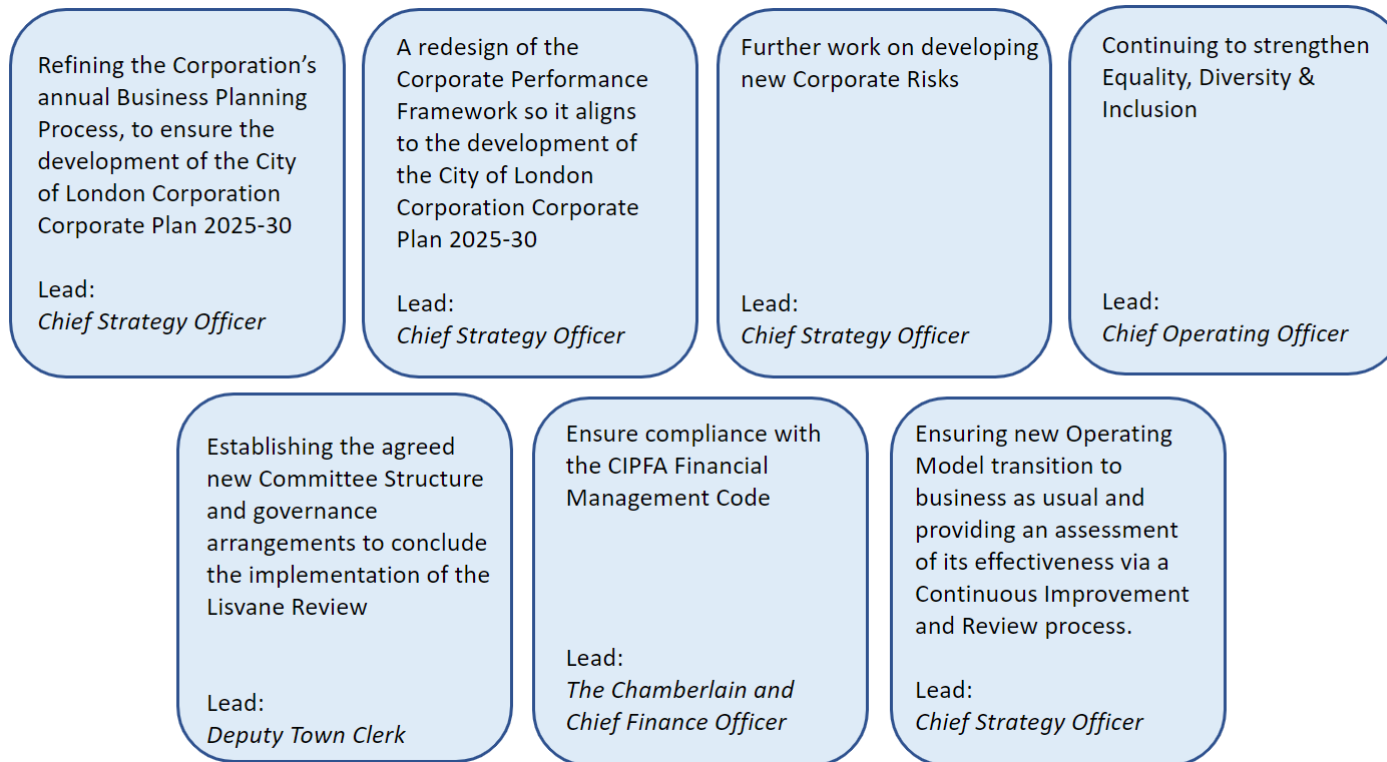 Refining the Corporation’s
annual Business Planning
Process, to ensure the
development of the City
of London Corporation
Corporate Plan 2025-30
Lead:
Chief Strategy Officer
A redesign of the
Corporate Performance
Framework so it aligns
to the development of
the City of London
Corporation Corporate
Plan 2025-30
Lead:
Chief Strategy Officer
Further work on developing
new Corporate Risks
Lead:
Chief Strategy Officer
Continuing to strengthen
Equality, Diversity &
Inclusion
Lead:
Chief Operating Officer
Establishing the agreed
new Committee Structure
and governance
arrangements to conclude
the implementation of the
Lisvane Review
Lead:
Deputy Town Clerk
Ensure compliance with
the CIPFA Financial
Management Code
Lead:
The Chamberlain and
Chief Finance Officer
Ensuring new Operating
Model transition to
business as usual and
providing an assessment
of its effectiveness via a
Continuous Improvement
and Review process.
Lead:
Chief Strategy Officer